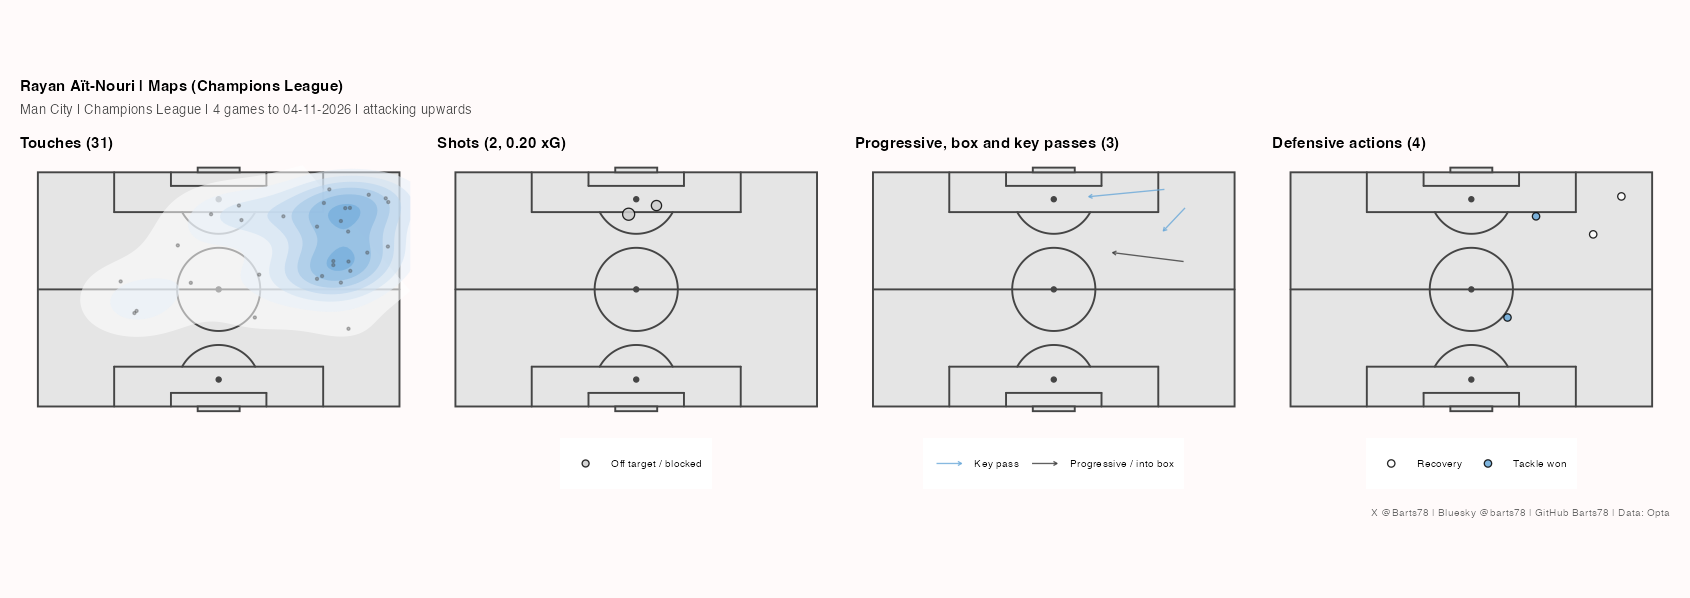 Rayan Aït-Nouri | Maps (Champions League)
Man City | Champions League | 4 games to 04-11-2026 | attacking upwards
Touches (31)
Shots (2, 0.20 xG)
Progressive, box and key passes (3)
Defensive actions (4)
Off target / blocked
Key pass
Progressive / into box
Recovery
Tackle won
X @Barts78 | Bluesky @barts78 | GitHub Barts78 | Data: Opta